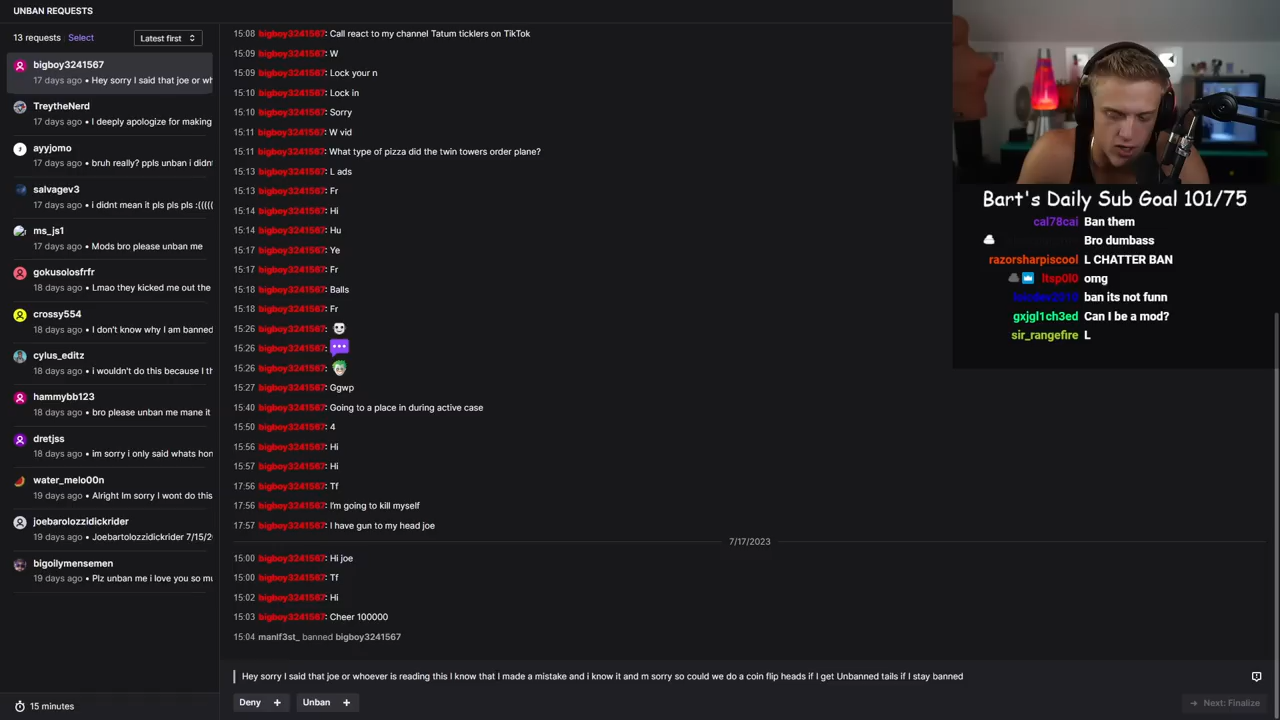 UNBAN REQUESTS
13 requests Select Latest first
bigboy3241567
17 days ago • Hey sorry I said that joe or wh
TreytheNerd
17 days ago • I deeply apologize for making
ayyjomo
17 days ago • bruh really? ppls unban i didnt
salvagev3
17 days ago • i didnt mean it pls pls pls :((((((
ms_js1
17 days ago • Mods bro please unban me
17 days ago • Lmao they kicked me out the
18 days ago • I don't know why I am banned
18 days ago • i wouldn't do this because I th
hammybb123
18 days ago • bro please unban me mane it
oretjss
18 days ago • im sorry i only said whats hon
water_melo00n
19 days ago • Alright Im sorry I wont do this
joebarolozzidickrider
19 days ago • Joebartolozzidickrider 7/15/2
bigollymensemen
19 days ago • Plz unban me i love you so mu
15 minutes
15:08 bigboy3241567: Call react to my channel Tatum ticklers on TikTok
15:09 bigboy3241567: W
15:09 bigboy3241567: Lock your n
15:10 bigboy3241567: Lock in
15:10 bigboy3241567: Sorry
15:11 bigboy3241567: W vid
15:11 bigboy3241567: What type of pizza did the twin towers order plane?
15:13 bigboy3241567: L ads
15:13 bigboy3241567: Fr
15:14 bigboy3241567: Hi
15:14 bigboy3241567: Hu
15:17 bigboy3241567: Ye
15:17 bigboy3241567: Fr
15:18 bigboy3241567: Balls
15:18 bigboy3241567: Fr
15:26 bigboy3241567:
15:26 bigboy3241567:
15:26 bigboy3241567:
15:27 bigboy3241567: Ggwp
15:40 bigboy3241567: Going to a place in during active case
15:50 bigboy3241567: 4
15:56 bigboy3241567: Hi
15:57 bigboy3241567: Hi
17:56 bigboy3241567: Tf
17:56 bigboy3241567: I'm going to kill myself
17:57 bigboy3241567: I have gun to my head joe
7/17/2023
15:00 bigboy3241567: Hi joe
15:00 bigboy3241567: Tf
15:02 bigboy3241567: Hi
15:03 bigboy3241567: Cheer 100000
15:04 manlf3st_ banned bigboy3241567
Hey sorry I said that joe or whoever is reading this I know that I made a mistake and i know it and m sorry so could we do a coin flip heads if I get Unbanned tails if I stay banned
Deny + Unban +
Next: Finalize
Bart's Daily Sub Goal 101/75
cal78cai Ban them
Bro dumbass
razorsharpiscool L CHATTER BAN
ltsp0l0 omg
ban its not funn
gxjgl1ch3ed Can I be a mod?
sir_rangefire L